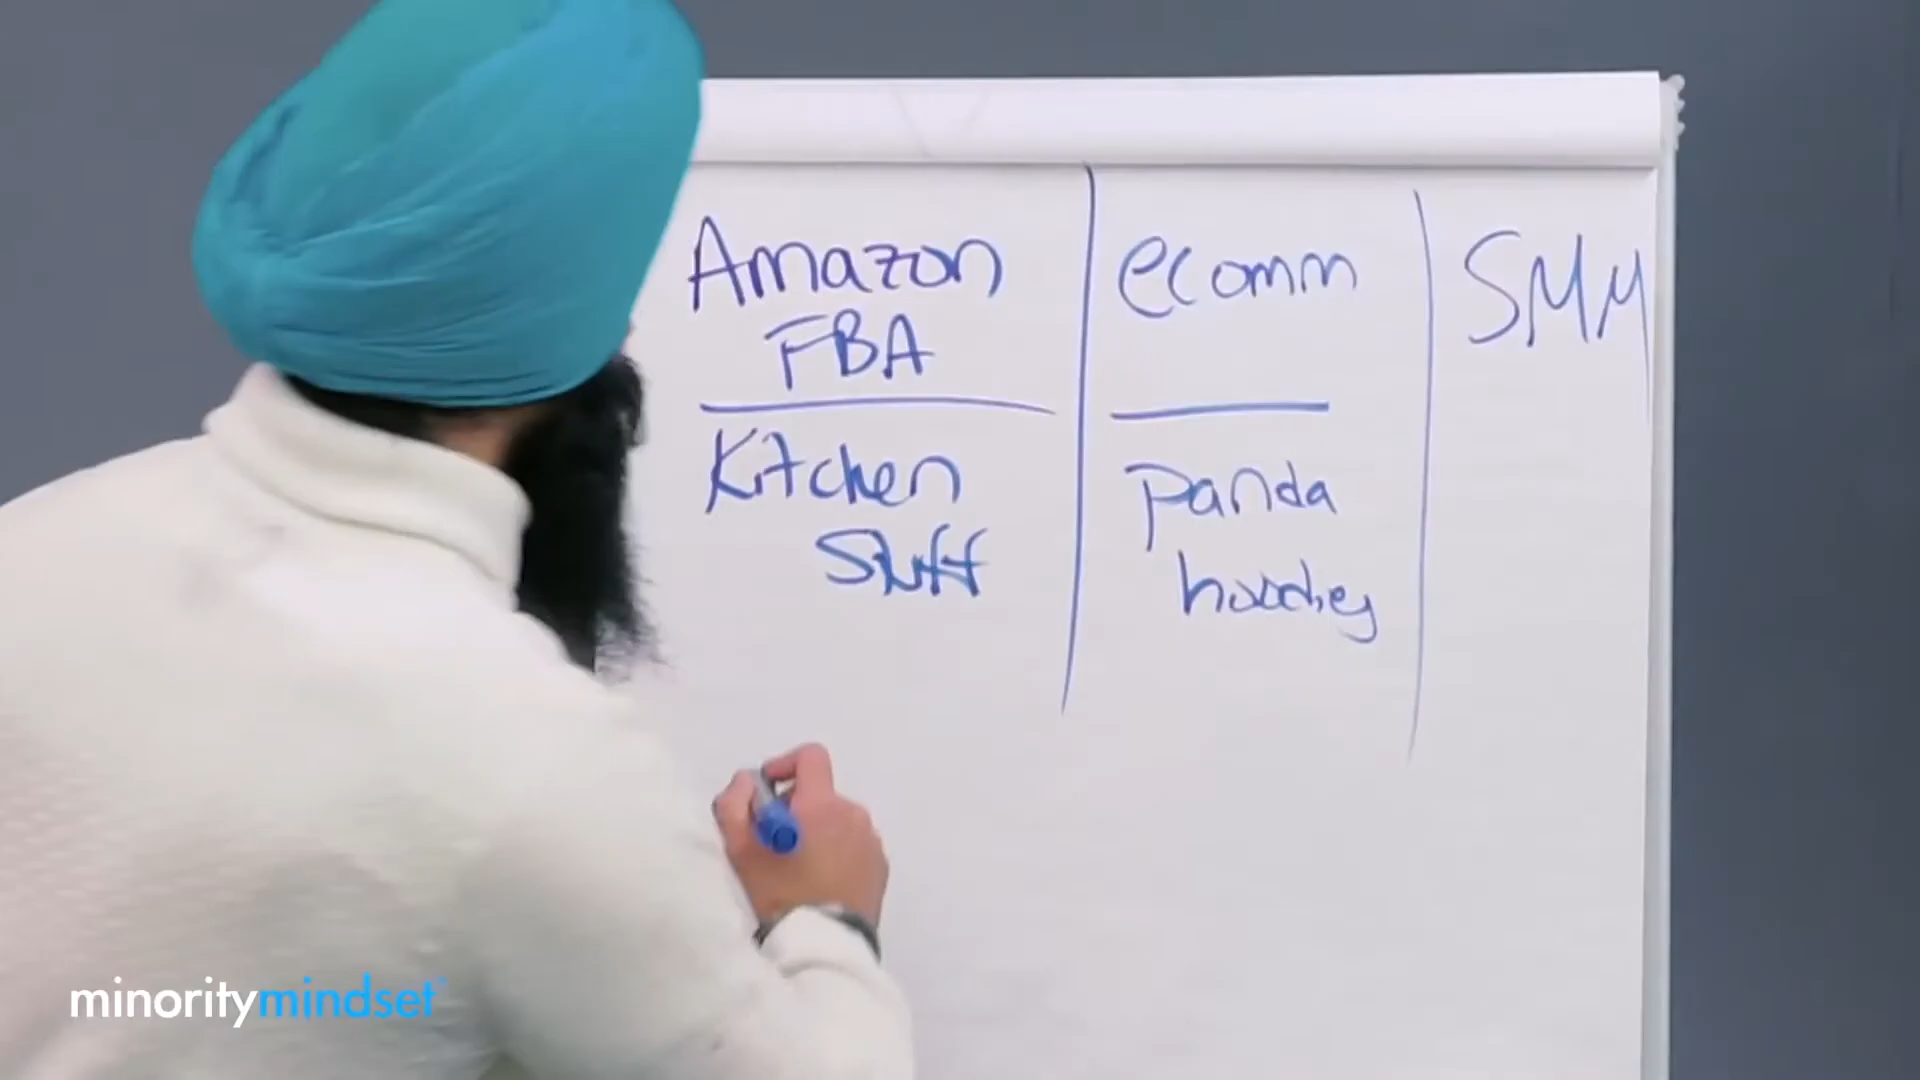 Amazon
FBA
Kitchen
Stuff
ecomm
panda
hoodies
SMM
minoritymindset